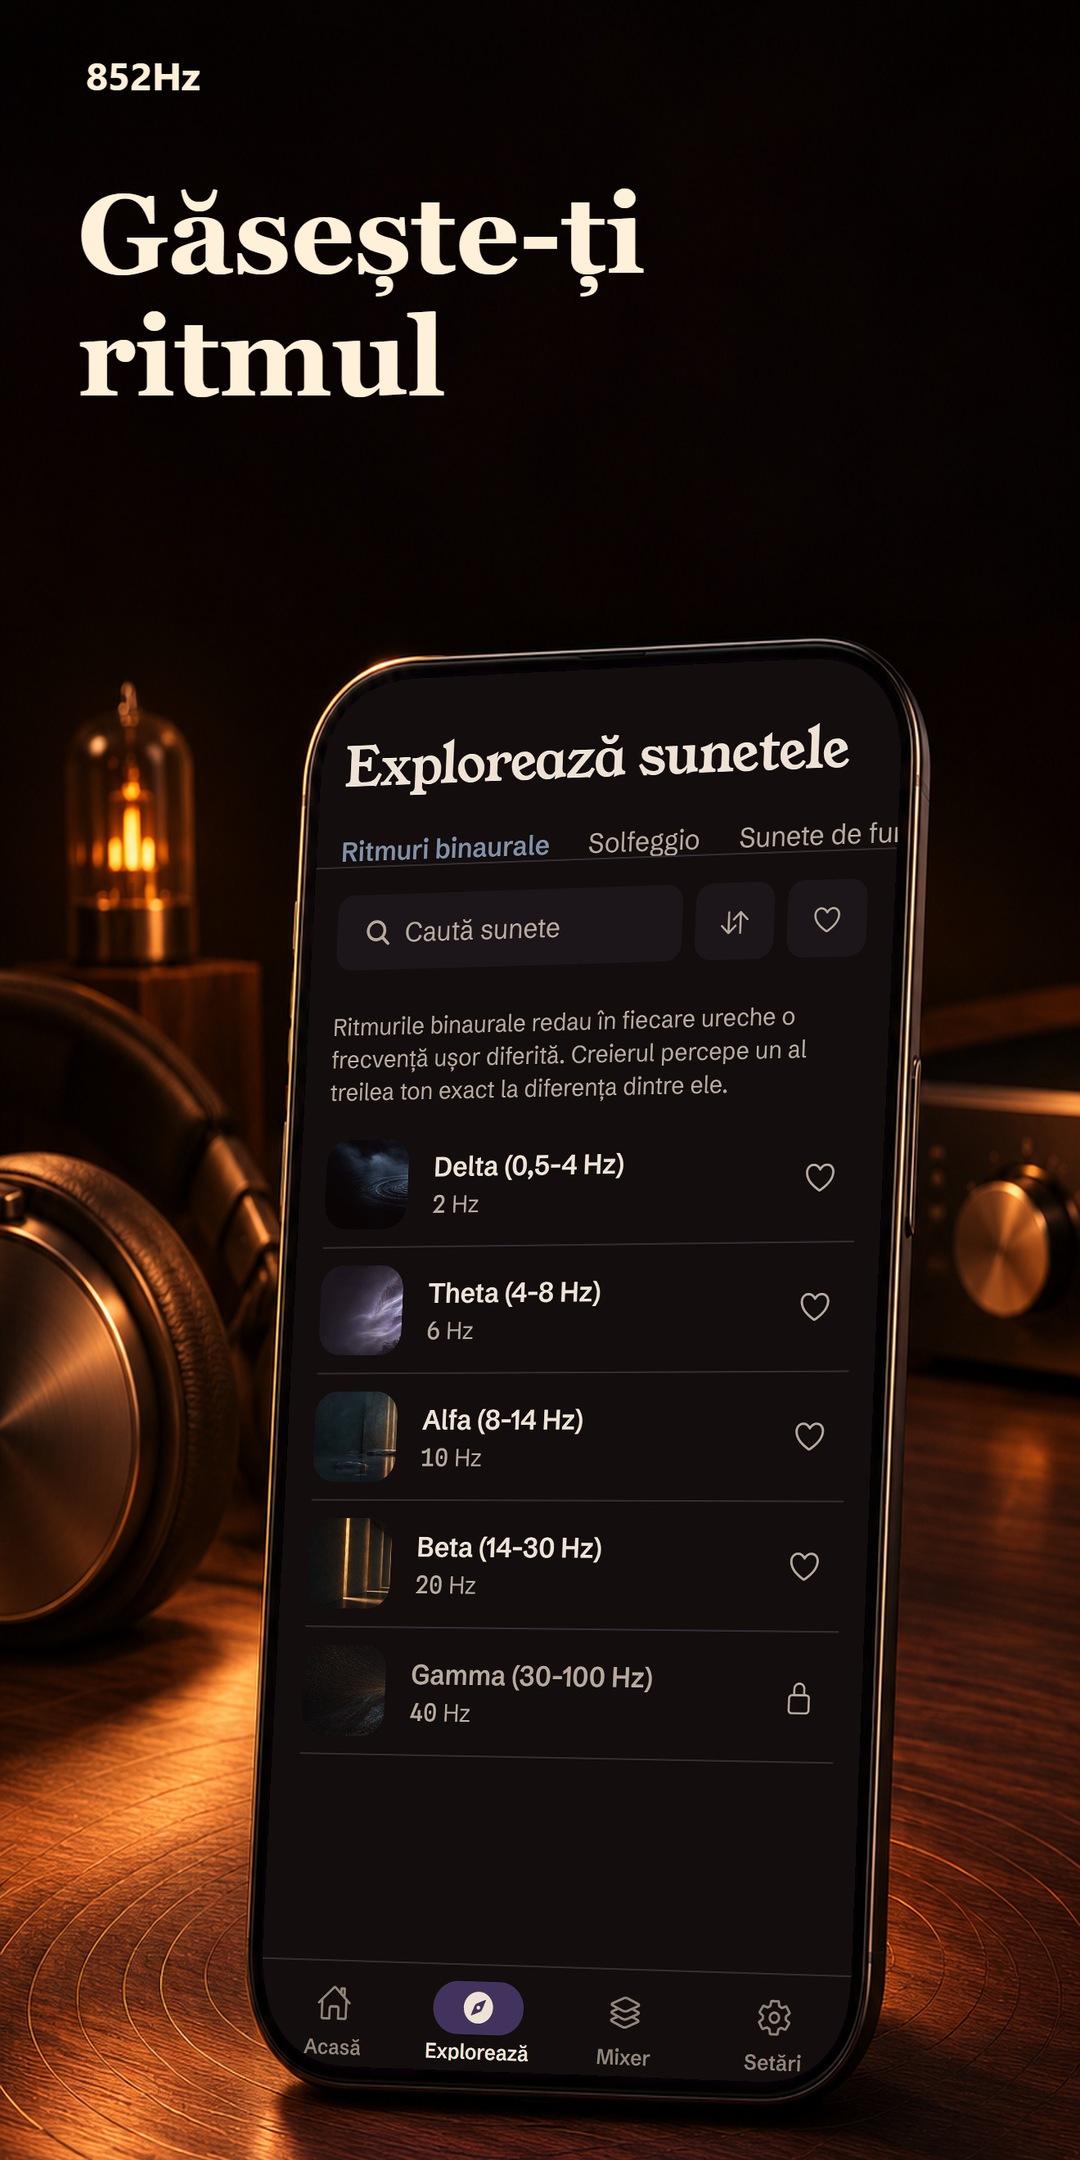 852Hz
Găsește-ți
ritmul
Explorează sunetele
Ritmuri binaurale Solfeggio Sunete de fu
Caută sunete
Ritmurile binaurale redau în fiecare ureche o
frecvență ușor diferită. Creierul percepe un al
treilea ton exact la diferența dintre ele.
Delta (0,5-4 Hz)
2 Hz
Theta (4-8 Hz)
6 Hz
Alfa (8-14 Hz)
10 Hz
Beta (14-30 Hz)
20 Hz
Gamma (30-100 Hz)
40 Hz
Acasă Explorează Mixer Setări